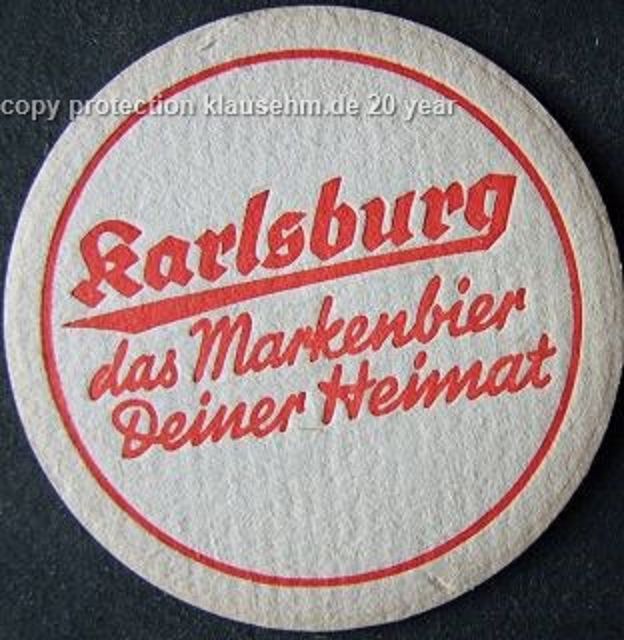 copy protection klausehm.de 20 year
Karlsburg
das Markenbier
Deiner Heimat